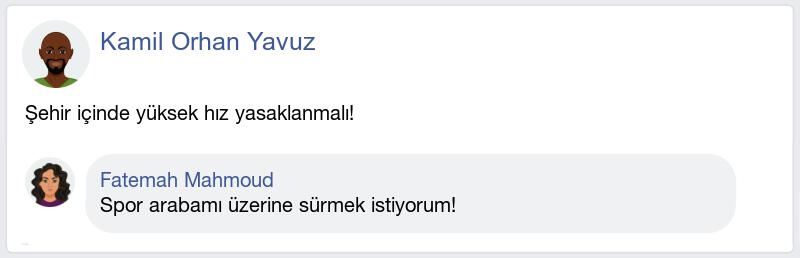 Kamil Orhan Yavuz
Şehir içinde yüksek hız yasaklanmalı!
Fatemah Mahmoud
Spor arabamı üzerine sürmek istiyorum!